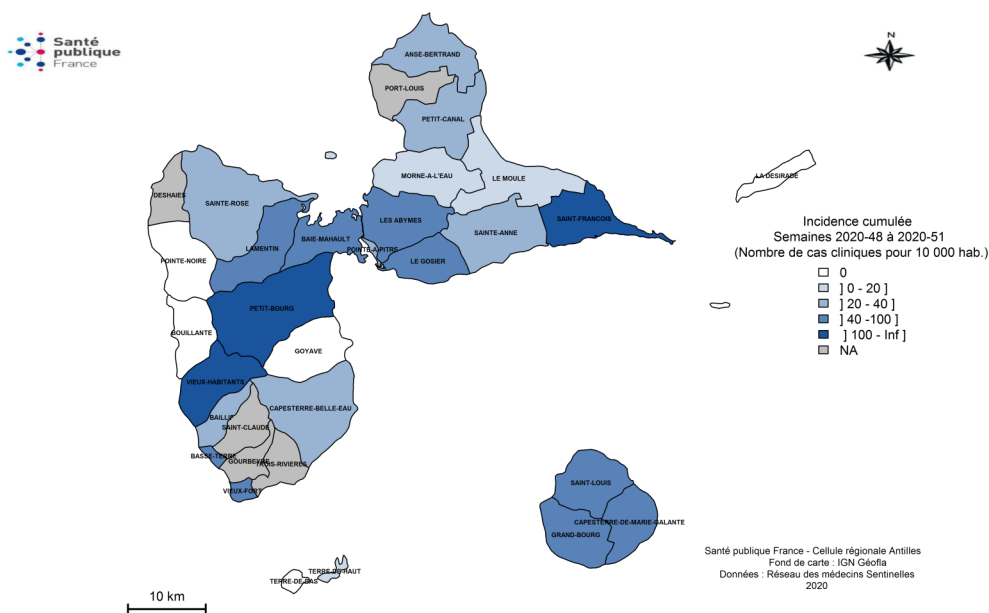 Santé
publique
France
N
ANSE-BERTRAND
PORT-LOUIS
PETIT-CANAL
MORNE-A-L'EAU
LE MOULE
LA DESIRADE
DESHAIES
SAINTE-ROSE
LES ABYMES
SAINT-FRANCOIS
SAINTE-ANNE
LAMENTIN
BAIE-MAHAULT
POINTE-A-PITRE
LE GOSIER
POINTE-NOIRE
PETIT-BOURG
BOUILLANTE
GOYAVE
VIEUX-HABITANTS
CAPESTERRE-BELLE-EAU
BAILLIF
SAINT-CLAUDE
BASSE-TERRE
GOURBEYRE
TROIS-RIVIERES
VIEUX-FORT
SAINT-LOUIS
CAPESTERRE-DE-MARIE-GALANTE
GRAND-BOURG
TERRE-DE-HAUT
TERRE-DE-BAS
Incidence cumulée
Semaines 2020-48 à 2020-51
(Nombre de cas cliniques pour 10 000 hab.)
0
] 0 - 20 ]
] 20 - 40 ]
] 40 -100 ]
] 100 - Inf ]
NA
Santé publique France - Cellule régionale Antilles
Fond de carte : IGN Géofla
Données : Réseau des médecins Sentinelles
2020
10 km